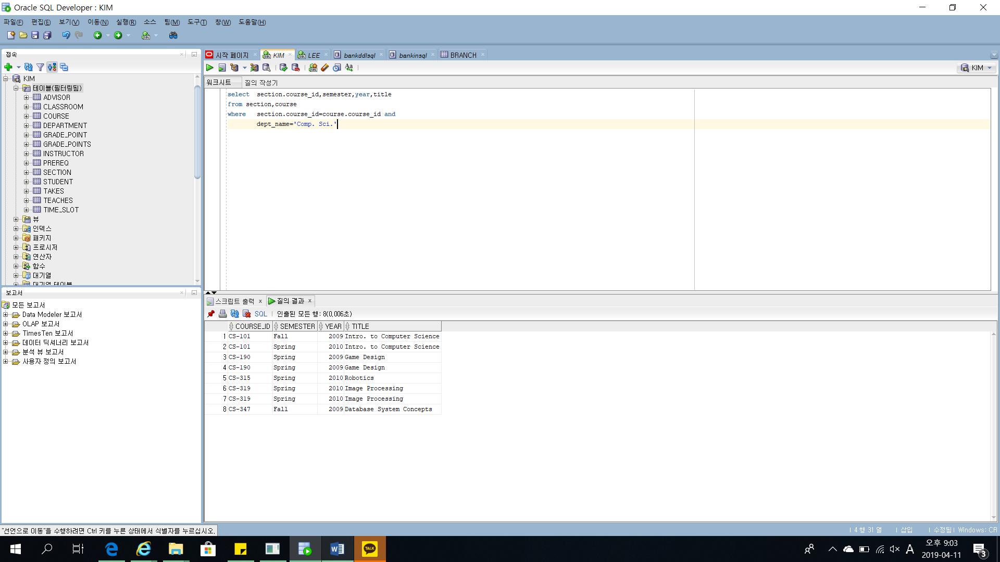 Oracle SQL Developer : KIM
파일(F) 편집(E) 보기(V) 이동(N) 실행(R) 소스 팀(M) 도구(T) 창(W) 도움말(H)
접속
KIM
테이블(필터링됨)
ADVISOR
CLASSROOM
COURSE
DEPARTMENT
GRADE_POINT
GRADE_POINTS
INSTRUCTOR
PREREQ
SECTION
STUDENT
TAKES
TEACHES
TIME_SLOT
뷰
인덱스
패키지
프로시저
연산자
함수
대기열
대기열 테이블
보고서
모든 보고서
Data Modeler 보고서
OLAP 보고서
TimesTen 보고서
데이터 딕셔너리 보고서
분석 뷰 보고서
사용자 정의 보고서
시작 페이지 KIM LEE bankddlsql bankinsql BRANCH
KIM
워크시트 질의 작성기
select section.course_id,semester,year,title
from section,course
where section.course_id=course.course_id and
dept_name='Comp. Sci.'
스크립트 출력 x 질의 결과 x
SQL 인출된 모든 행: 8(0,006초)
COURSE_ID SEMESTER YEAR TITLE
1 CS-101 Fall 2009 Intro. to Computer Science
2 CS-101 Spring 2010 Intro. to Computer Science
3 CS-190 Spring 2009 Game Design
4 CS-190 Spring 2009 Game Design
5 CS-315 Spring 2010 Robotics
6 CS-319 Spring 2010 Image Processing
7 CS-319 Spring 2010 Image Processing
8 CS-347 Fall 2009 Database System Concepts
"선언으로 이동"을 수행하려면 Ctrl 키를 누른 상태에서 식별자를 누르십시오.
4 행 31 열 삽입 수정됨 Windows: CR
TALK
A
오후 9:03
2019-04-11
3